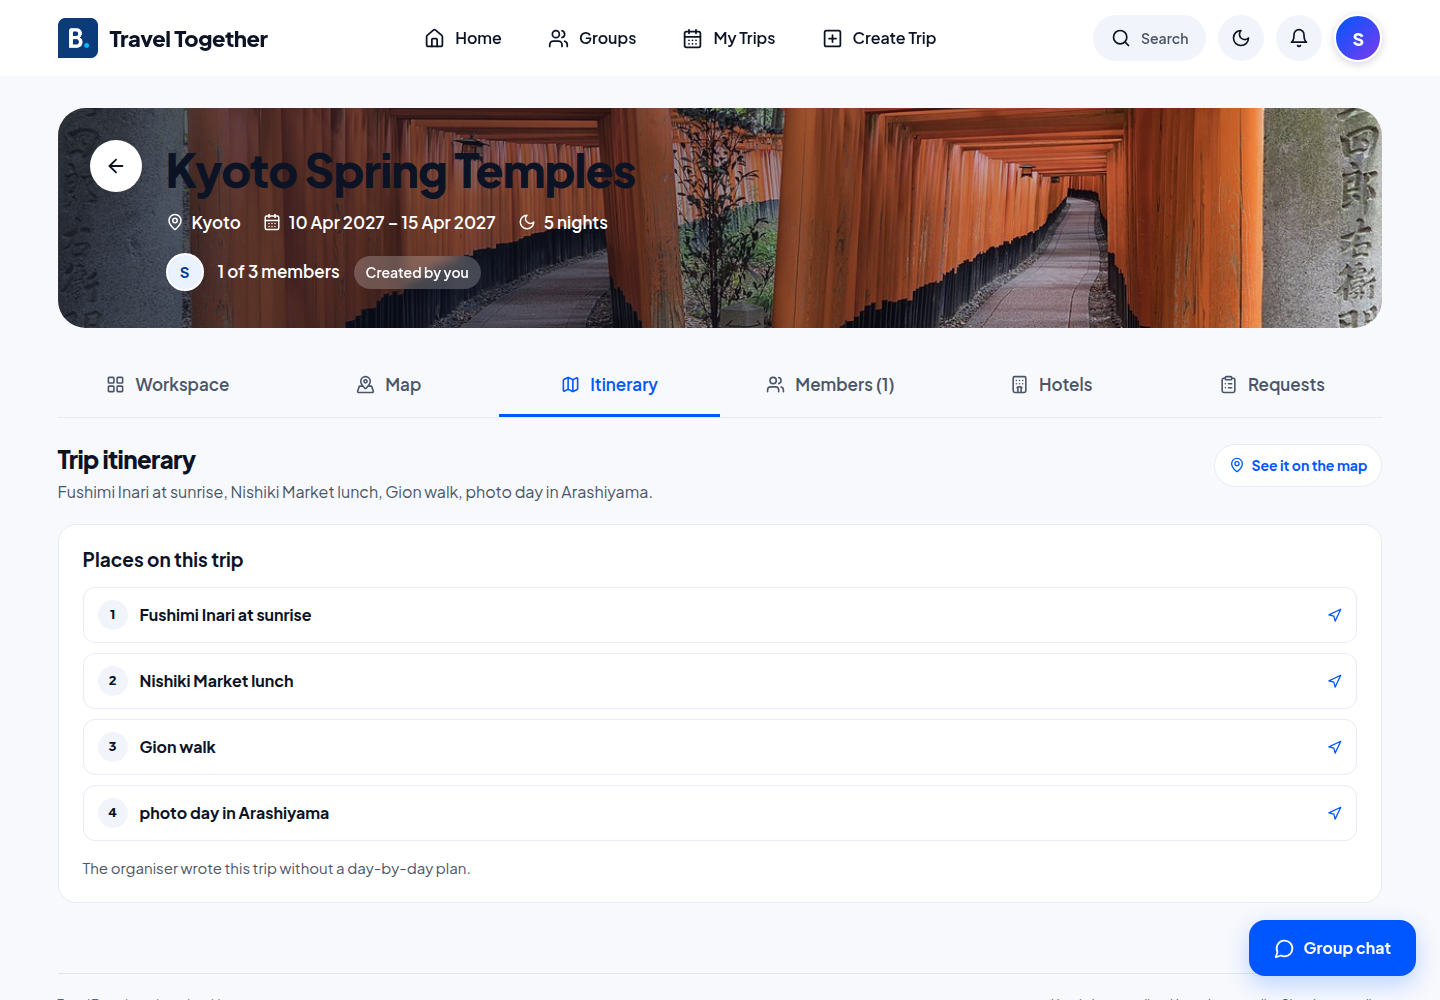 B. Travel Together
Home
Groups
My Trips
Create Trip
Search
S
Kyoto Spring Temples
Kyoto
10 Apr 2027 – 15 Apr 2027
5 nights
S
1 of 3 members
Created by you
Workspace
Map
Itinerary
Members (1)
Hotels
Requests
Trip itinerary
See it on the map
Fushimi Inari at sunrise, Nishiki Market lunch, Gion walk, photo day in Arashiyama.
Places on this trip
1 Fushimi Inari at sunrise
2 Nishiki Market lunch
3 Gion walk
4 photo day in Arashiyama
The organiser wrote this trip without a day-by-day plan.
Group chat